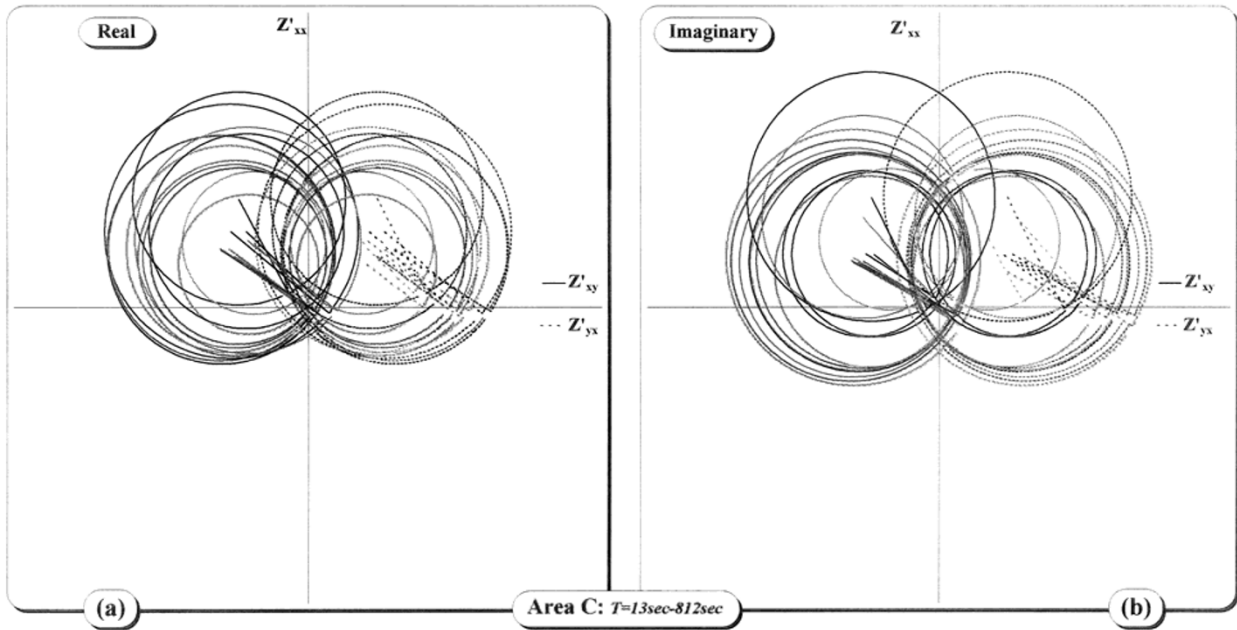 Real
Z'xx
Z'xy
Z'yx
(a)
Imaginary
Z'xx
Z'xy
Z'yx
(b)
Area C: T=13sec-812sec